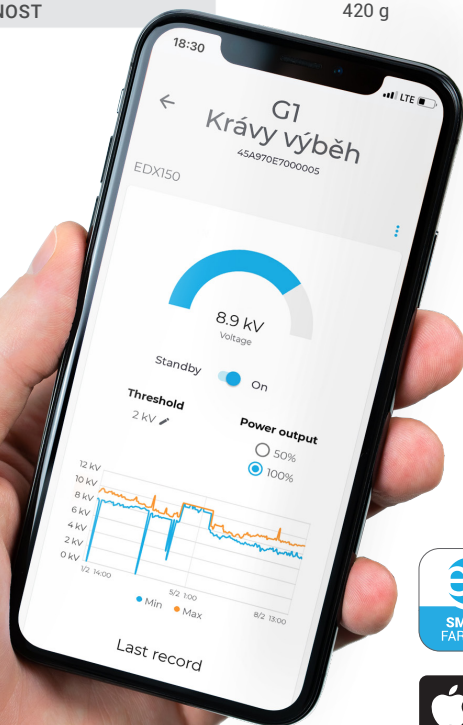 NOST
420 g
18:30
LTE
G1
Krávy výběh
45A970E7000005
EDX150
8.9 kV
Voltage
Standby
On
Threshold
2 kV
Power output
50%
100%
12 kV
10 kV
8 kV
6 kV
4 kV
2 kV
0 kV
1/2 14:00
5/2 1:00
8/2 13:00
Min
Max
Last record
SM
FAR